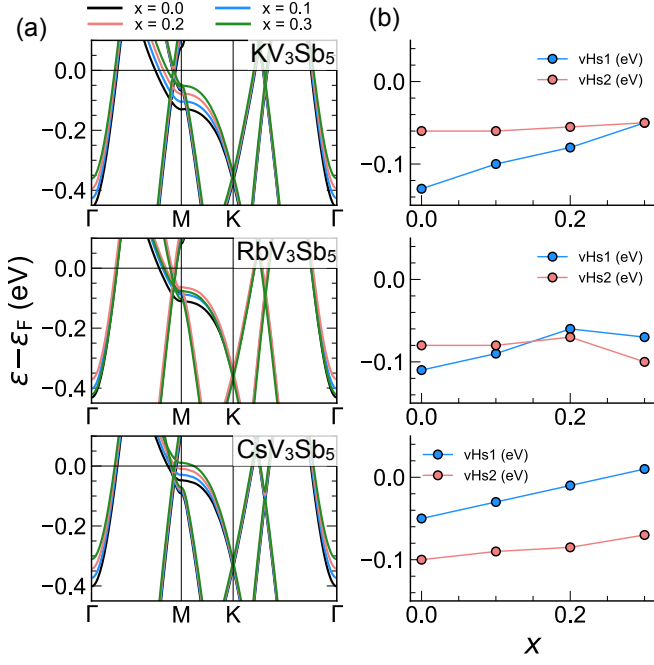 (a)
x = 0.0
x = 0.1
x = 0.2
x = 0.3
(b)
KV₃Sb₅
0.0
−0.2
−0.4
Γ
M
K
Γ
vHs1 (eV)
vHs2 (eV)
0.0
−0.1
0.0
0.2
RbV₃Sb₅
0.0
−0.2
−0.4
Γ
M
K
Γ
ε−ε_F (eV)
vHs1 (eV)
vHs2 (eV)
0.0
−0.1
0.0
0.2
CsV₃Sb₅
0.0
−0.2
−0.4
Γ
M
K
Γ
vHs1 (eV)
vHs2 (eV)
0.0
−0.1
0.0
0.2
x